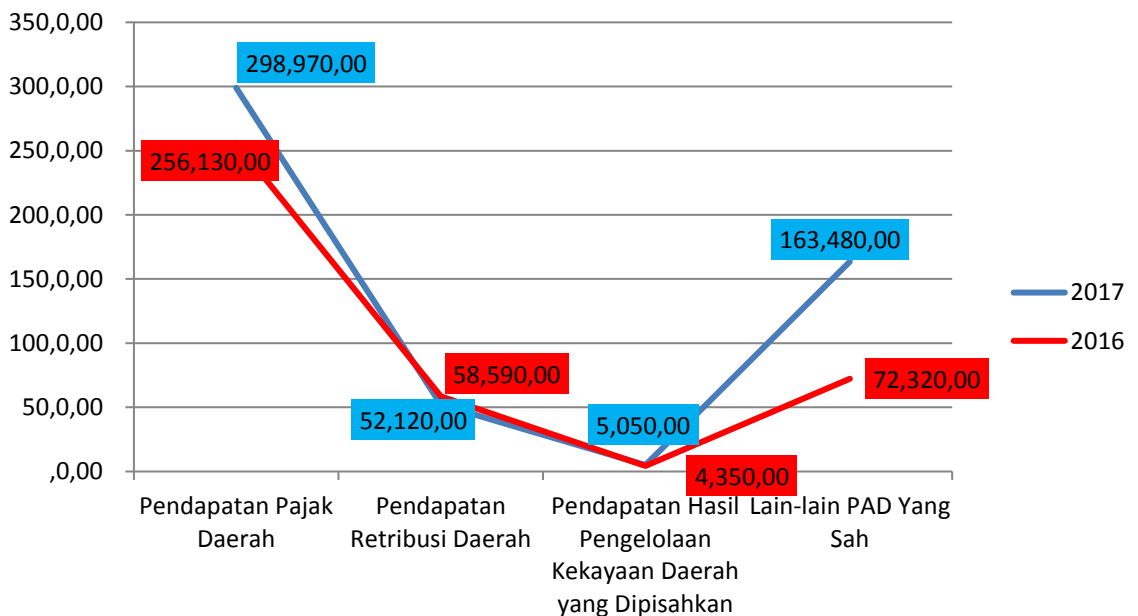 350,0,00
300,0,00
250,0,00
200,0,00
150,0,00
100,0,00
50,0,00
,0,00
298,970,00
256,130,00
58,590,00
52,120,00
5,050,00
4,350,00
163,480,00
72,320,00
Pendapatan Pajak
Daerah
Pendapatan
Retribusi Daerah
Pendapatan Hasil
Pengelolaan
Kekayaan Daerah
yang Dipisahkan
Lain-lain PAD Yang
Sah
2017
2016